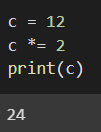 c = 12
c *= 2
print(c)
24